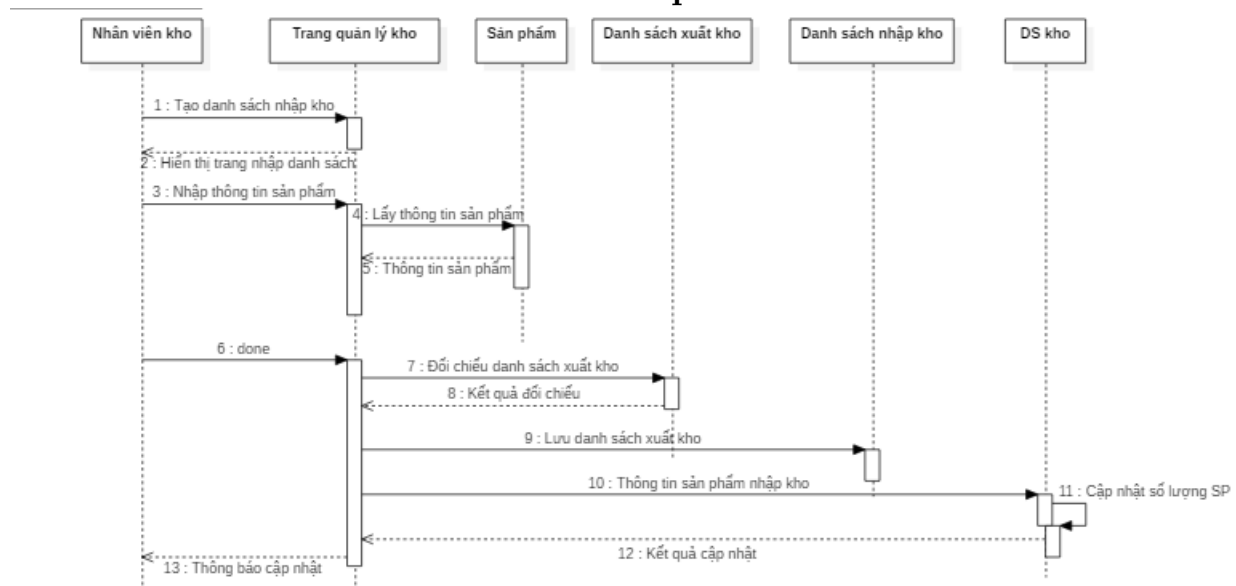 Nhân viên kho
Trang quản lý kho
Sản phẩm
Danh sách xuất kho
Danh sách nhập kho
DS kho
1 : Tạo danh sách nhập kho
2 : Hiển thị trang nhập danh sách
3 : Nhập thông tin sản phẩm
4 : Lấy thông tin sản phẩm
5 : Thông tin sản phẩm
6 : done
7 : Đối chiếu danh sách xuất kho
8 : Kết quả đối chiếu
9 : Lưu danh sách xuất kho
10 : Thông tin sản phẩm nhập kho
11 : Cập nhật số lượng SP
12 : Kết quả cập nhật
13 : Thông báo cập nhật